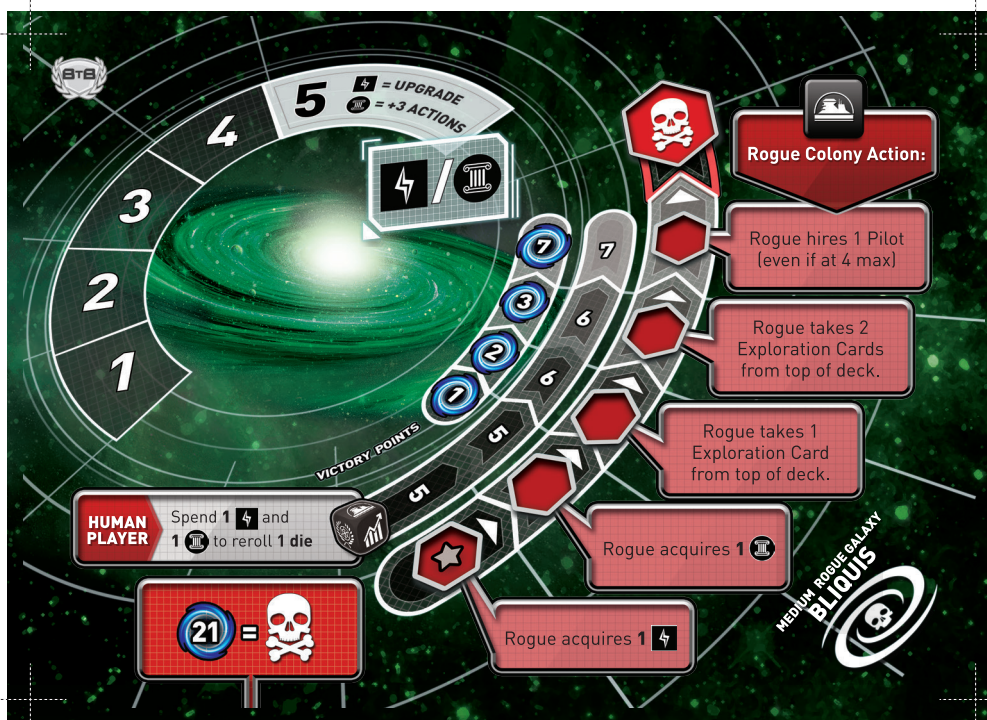 BTB
5
= UPGRADE
= +3 ACTIONS
4
3
2
1
/
Rogue Colony Action:
Rogue hires 1 Pilot
(even if at 4 max)
Rogue takes 2
Exploration Cards
from top of deck.
Rogue takes 1
Exploration Card
from top of deck.
Rogue acquires 1
Rogue acquires 1
7
3
2
1
VICTORY POINTS
7
6
6
5
5
HUMAN
PLAYER
Spend 1 and
1 to reroll 1 die
21 =
MEDIUM ROGUE GALAXY
BLIQUIS